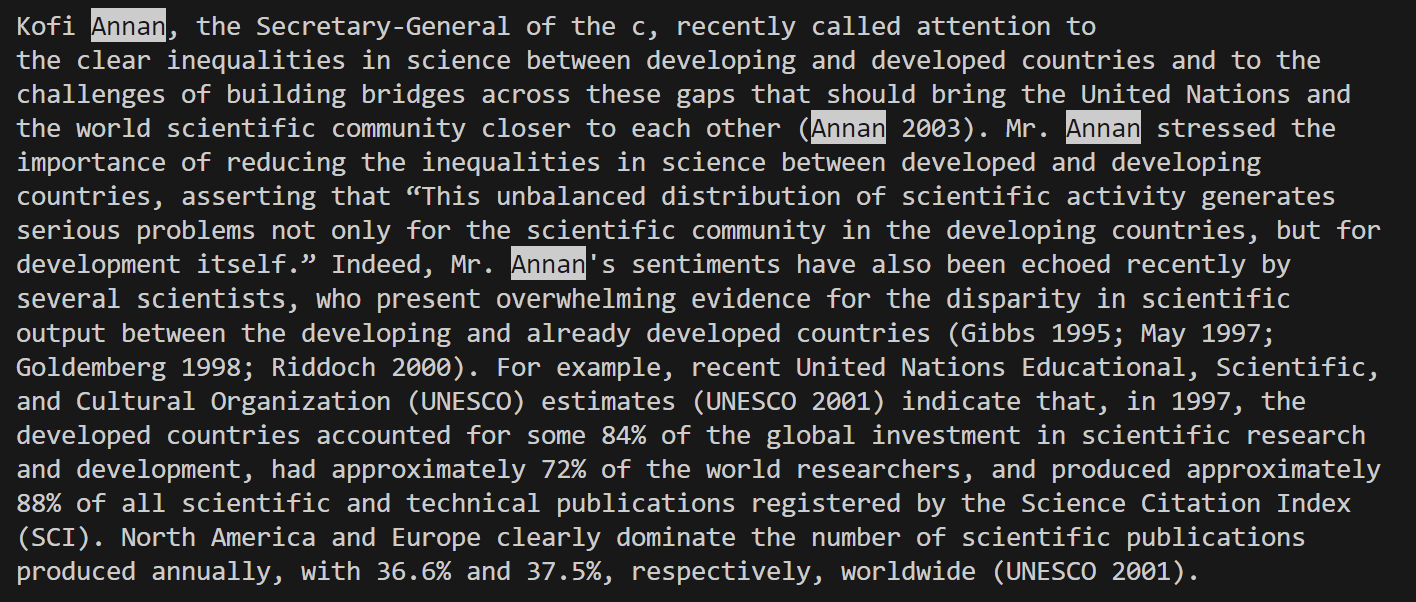 Kofi Annan, the Secretary-General of the c, recently called attention to
the clear inequalities in science between developing and developed countries and to the
challenges of building bridges across these gaps that should bring the United Nations and
the world scientific community closer to each other (Annan 2003). Mr. Annan stressed the
importance of reducing the inequalities in science between developed and developing
countries, asserting that “This unbalanced distribution of scientific activity generates
serious problems not only for the scientific community in the developing countries, but for
development itself.” Indeed, Mr. Annan's sentiments have also been echoed recently by
several scientists, who present overwhelming evidence for the disparity in scientific
output between the developing and already developed countries (Gibbs 1995; May 1997;
Goldemberg 1998; Riddoch 2000). For example, recent United Nations Educational, Scientific,
and Cultural Organization (UNESCO) estimates (UNESCO 2001) indicate that, in 1997, the
developed countries accounted for some 84% of the global investment in scientific research
and development, had approximately 72% of the world researchers, and produced approximately
88% of all scientific and technical publications registered by the Science Citation Index
(SCI). North America and Europe clearly dominate the number of scientific publications
produced annually, with 36.6% and 37.5%, respectively, worldwide (UNESCO 2001).